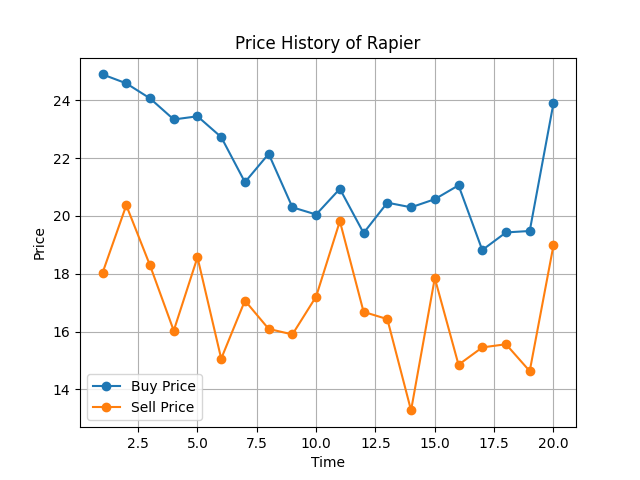 Price History of Rapier
Price
24
22
20
18
16
14
Buy Price
Sell Price
2.5 5.0 7.5 10.0 12.5 15.0 17.5 20.0
Time